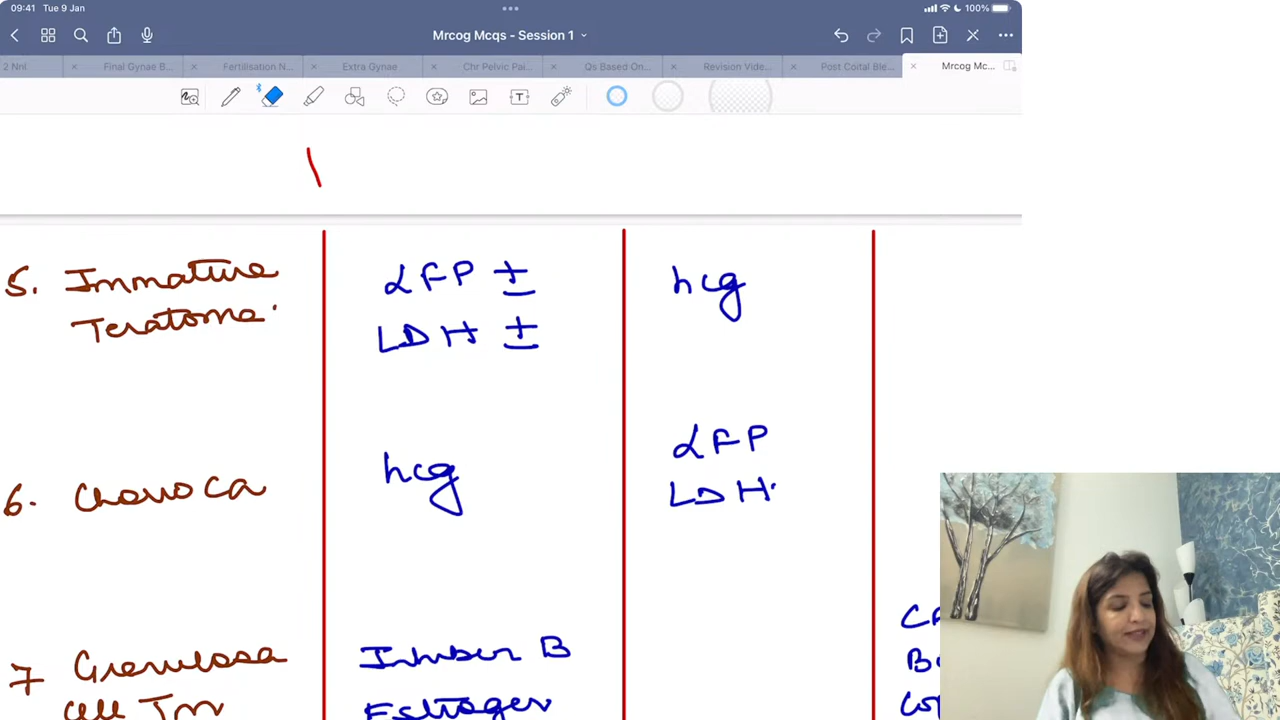 09:41 Tue 9 Jan
100%
Mrcog Mcqs - Session 1
2 Nnl
Final Gynae B...
Fertilisation N...
Extra Gynae
Chr Pelvic Pai...
Qs Based On...
Revision Vide...
Post Coital Ble...
Mrcog Mc...
5. Immature αFP ± hcg
Teratoma LDH ±
αFP
6. Chorio Ca hcg LDH
7 Granulosa Inhibin B
Cell Tm Estrogen